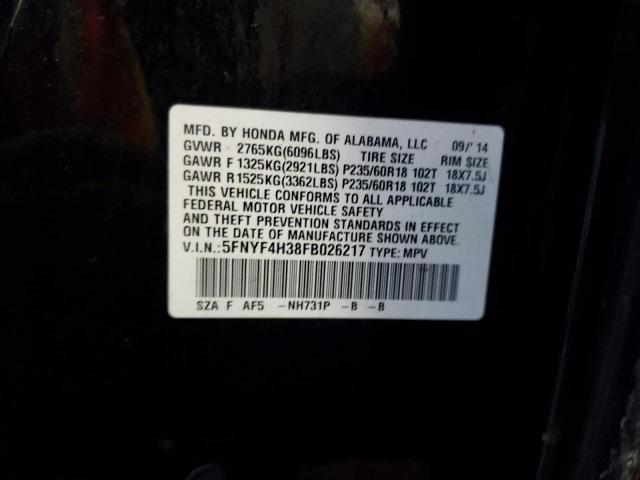 MFD. BY HONDA MFG. OF ALABAMA, LLC 09/'14
GVWR 2765KG(6096LBS) TIRE SIZE RIM SIZE
GAWR F 1325KG(2921LBS) P235/60R18 102T 18X7.5J
GAWR R1525KG(3362LBS) P235/60R18 102T 18X7.5J
THIS VEHICLE CONFORMS TO ALL APPLICABLE
FEDERAL MOTOR VEHICLE SAFETY
AND THEFT PREVENTION STANDARDS IN EFFECT ON
THE DATE OF MANUFACTURE SHOWN ABOVE.
V.I.N.:5FNYF4H38FB026217 TYPE: MPV
SZA F AF5 -NH731P -B -B